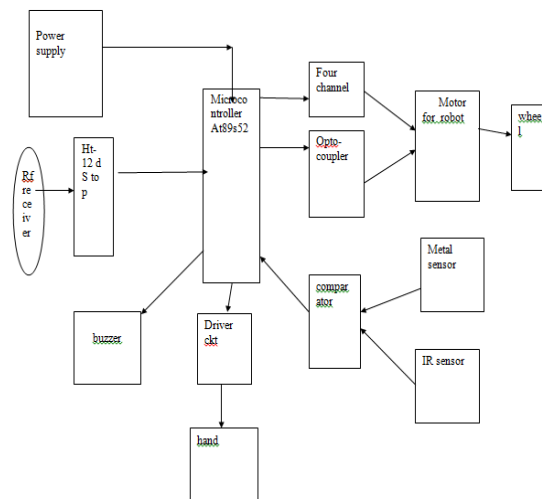 Power
supply
Microco
ntroller
At89s52
Four
channel
Motor
for robot
whee
l
Opto-
coupler
Ht-
12 d
S to
p
Rf
re
ce
iv
er
Metal
sensor
compar
ator
buzzer
Driver
ckt
IR sensor
hand